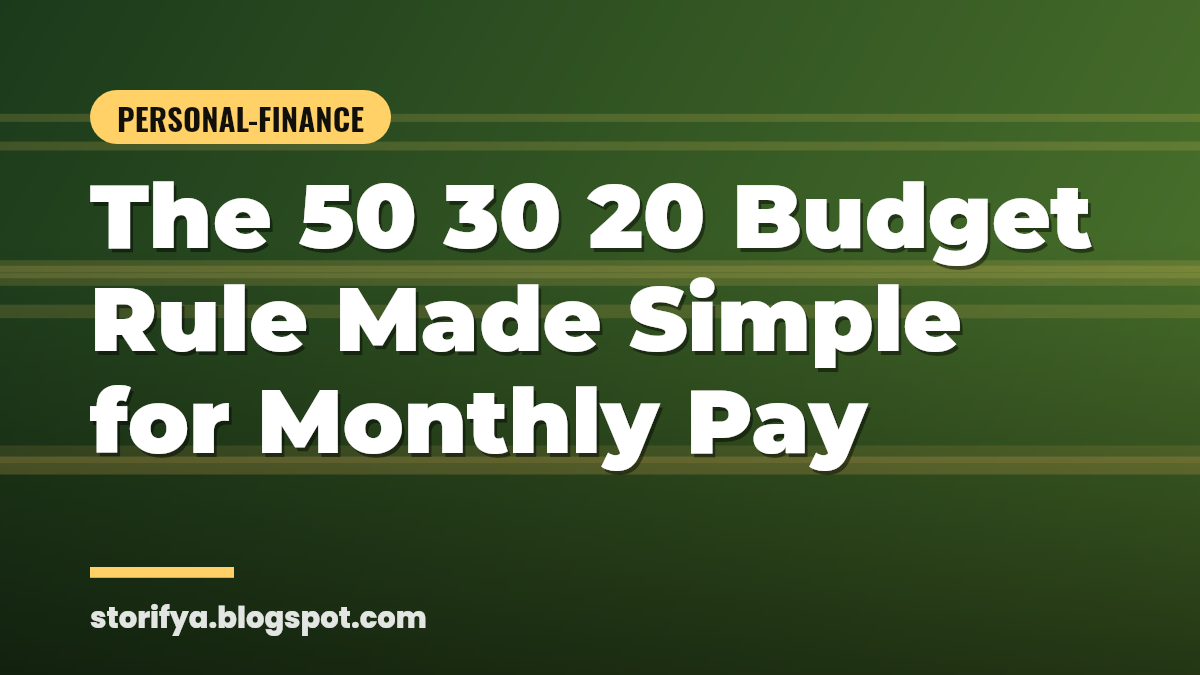 PERSONAL-FINANCE
The 50 30 20 Budget
Rule Made Simple
for Monthly Pay
storifya.blogspot.com